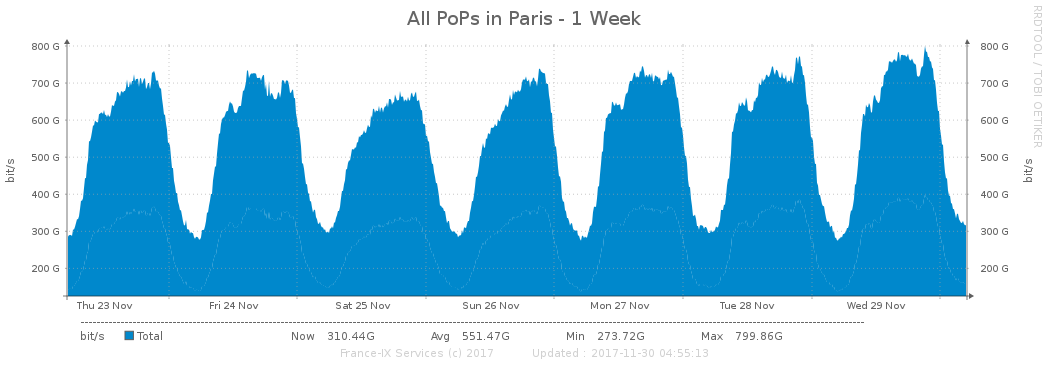 All PoPs in Paris - 1 Week
RRDTOOL / TOBI OETIKER
bit/s
800 G 800 G
700 G 700 G
600 G 600 G
500 G 500 G
400 G 400 G
300 G 300 G
200 G 200 G
bit/s
Thu 23 Nov Fri 24 Nov Sat 25 Nov Sun 26 Nov Mon 27 Nov Tue 28 Nov Wed 29 Nov
bit/s Total Now 310.44G Avg 551.47G Min 273.72G Max 799.86G
France-IX Services (c) 2017 Updated : 2017-11-30 04:55:13